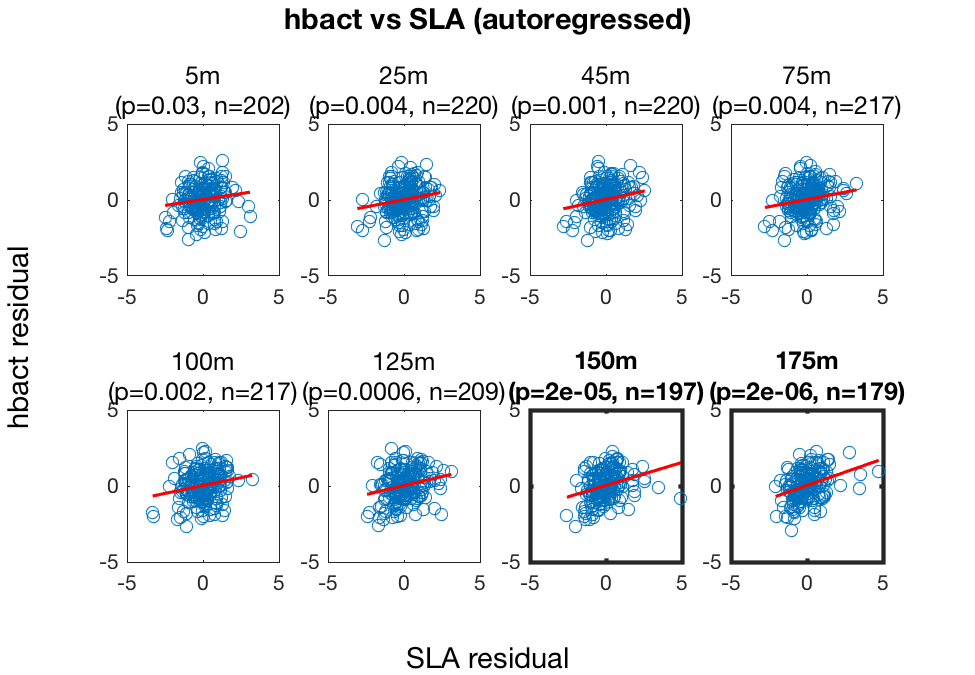 hbact vs SLA (autoregressed)
5m
(p=0.03, n=202)
25m
(p=0.004, n=220)
45m
(p=0.001, n=220)
75m
(p=0.004, n=217)
5
0
-5
-5 0 5
5
0
-5
-5 0 5
5
0
-5
-5 0 5
5
0
-5
-5 0 5
hbact residual
100m
(p=0.002, n=217)
125m
(p=0.0006, n=209)
150m
(p=2e-05, n=197)
175m
(p=2e-06, n=179)
5
0
-5
-5 0 5
5
0
-5
-5 0 5
5
0
-5
-5 0 5
5
0
-5
-5 0 5
SLA residual